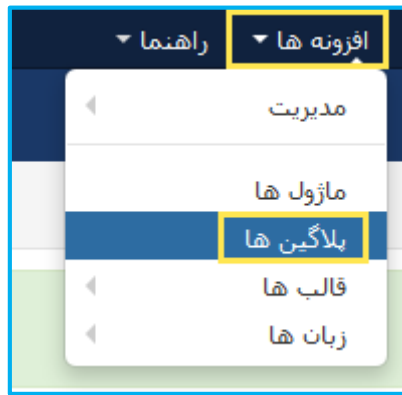 افزونه ها راهنما
مدیریت
ماژول ها
پلاگین ها
قالب ها
زبان ها